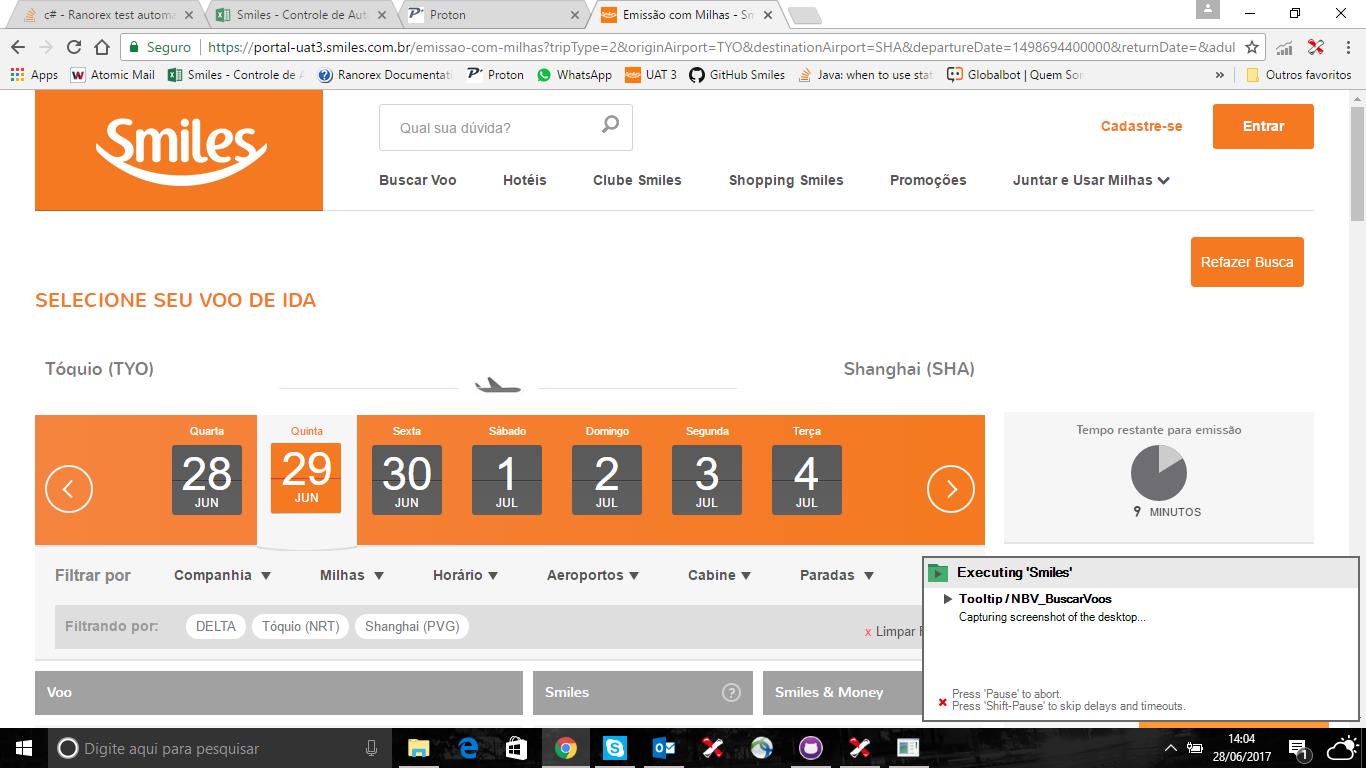 c# - Ranorex test automa
Smiles - Controle de Aut
Proton
Emissão com Milhas - Sm
Seguro
https://portal-uat3.smiles.com.br/emissao-com-milhas?tripType=2&originAirport=TYO&destinationAirport=SHA&departureDate=1498694400000&returnDate=&adul
Apps
Atomic Mail
Smiles - Controle de A
Ranorex Documentati
Proton
WhatsApp
UAT 3
GitHub Smiles
Java: when to use stat
Globalbot | Quem Som
»
Outros favoritos
Smiles
Qual sua dúvida?
Cadastre-se
Entrar
Buscar Voo
Hotéis
Clube Smiles
Shopping Smiles
Promoções
Juntar e Usar Milhas
Refazer Busca
SELECIONE SEU VOO DE IDA
Tóquio (TYO)
Shanghai (SHA)
Quarta
28
JUN
Quinta
29
JUN
Sexta
30
JUN
Sábado
1
JUL
Domingo
2
JUL
Segunda
3
JUL
Terça
4
JUL
Tempo restante para emissão
9 MINUTOS
Filtrar por
Companhia
Milhas
Horário
Aeroportos
Cabine
Paradas
Filtrando por:
DELTA
Tóquio (NRT)
Shanghai (PVG)
x Limpar F
Voo
Smiles
?
Smiles & Money
Executing 'Smiles'
Tooltip / NBV_BuscarVoos
Capturing screenshot of the desktop...
Press 'Pause' to abort.
Press 'Shift-Pause' to skip delays and timeouts.
Digite aqui para pesquisar
14:04
28/06/2017
1